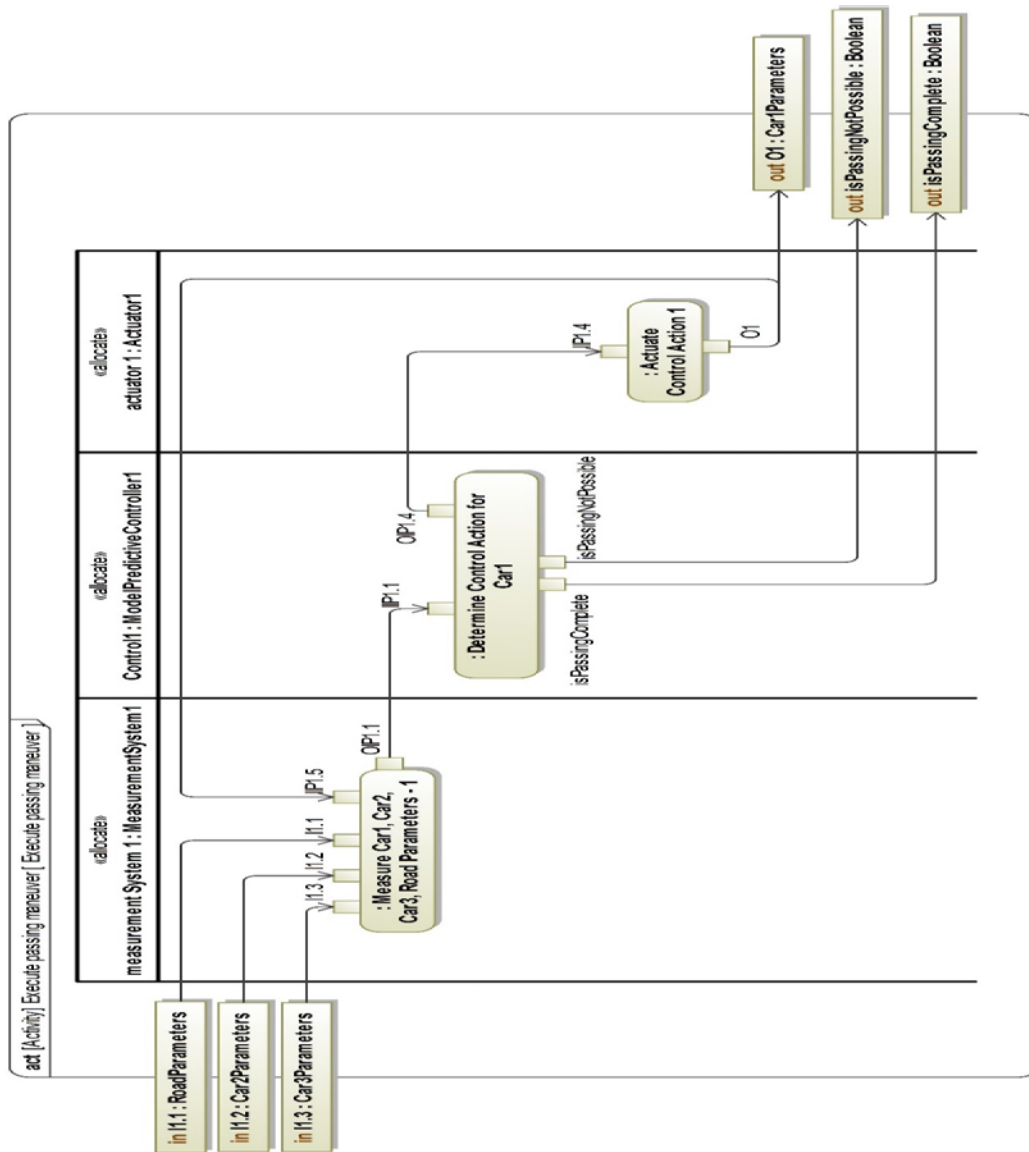 act [Activity] Execute passing maneuver [ Execute passing maneuver ]
«allocate»
measurement System 1 : MeasurementSystem1
«allocate»
Control1 : ModelPredictiveController1
«allocate»
actuator 1 : Actuator1
in I1.1 : RoadParameters
in I1.2 : Car2Parameters
in I1.3 : Car3Parameters
I1.3
I1.2
I1.1
IP1.5
: Measure Car1, Car2,
Car3, Road Parameters - 1
OIP1.1
IP1.1
OIP1.4
: Determine Control Action for
Car1
isPassingComplete
isPassingNotPossible
IP1.4
: Actuate
Control Action 1
O1
out O1 : Car1Parameters
out isPassingNotPossible : Boolean
out isPassingComplete : Boolean